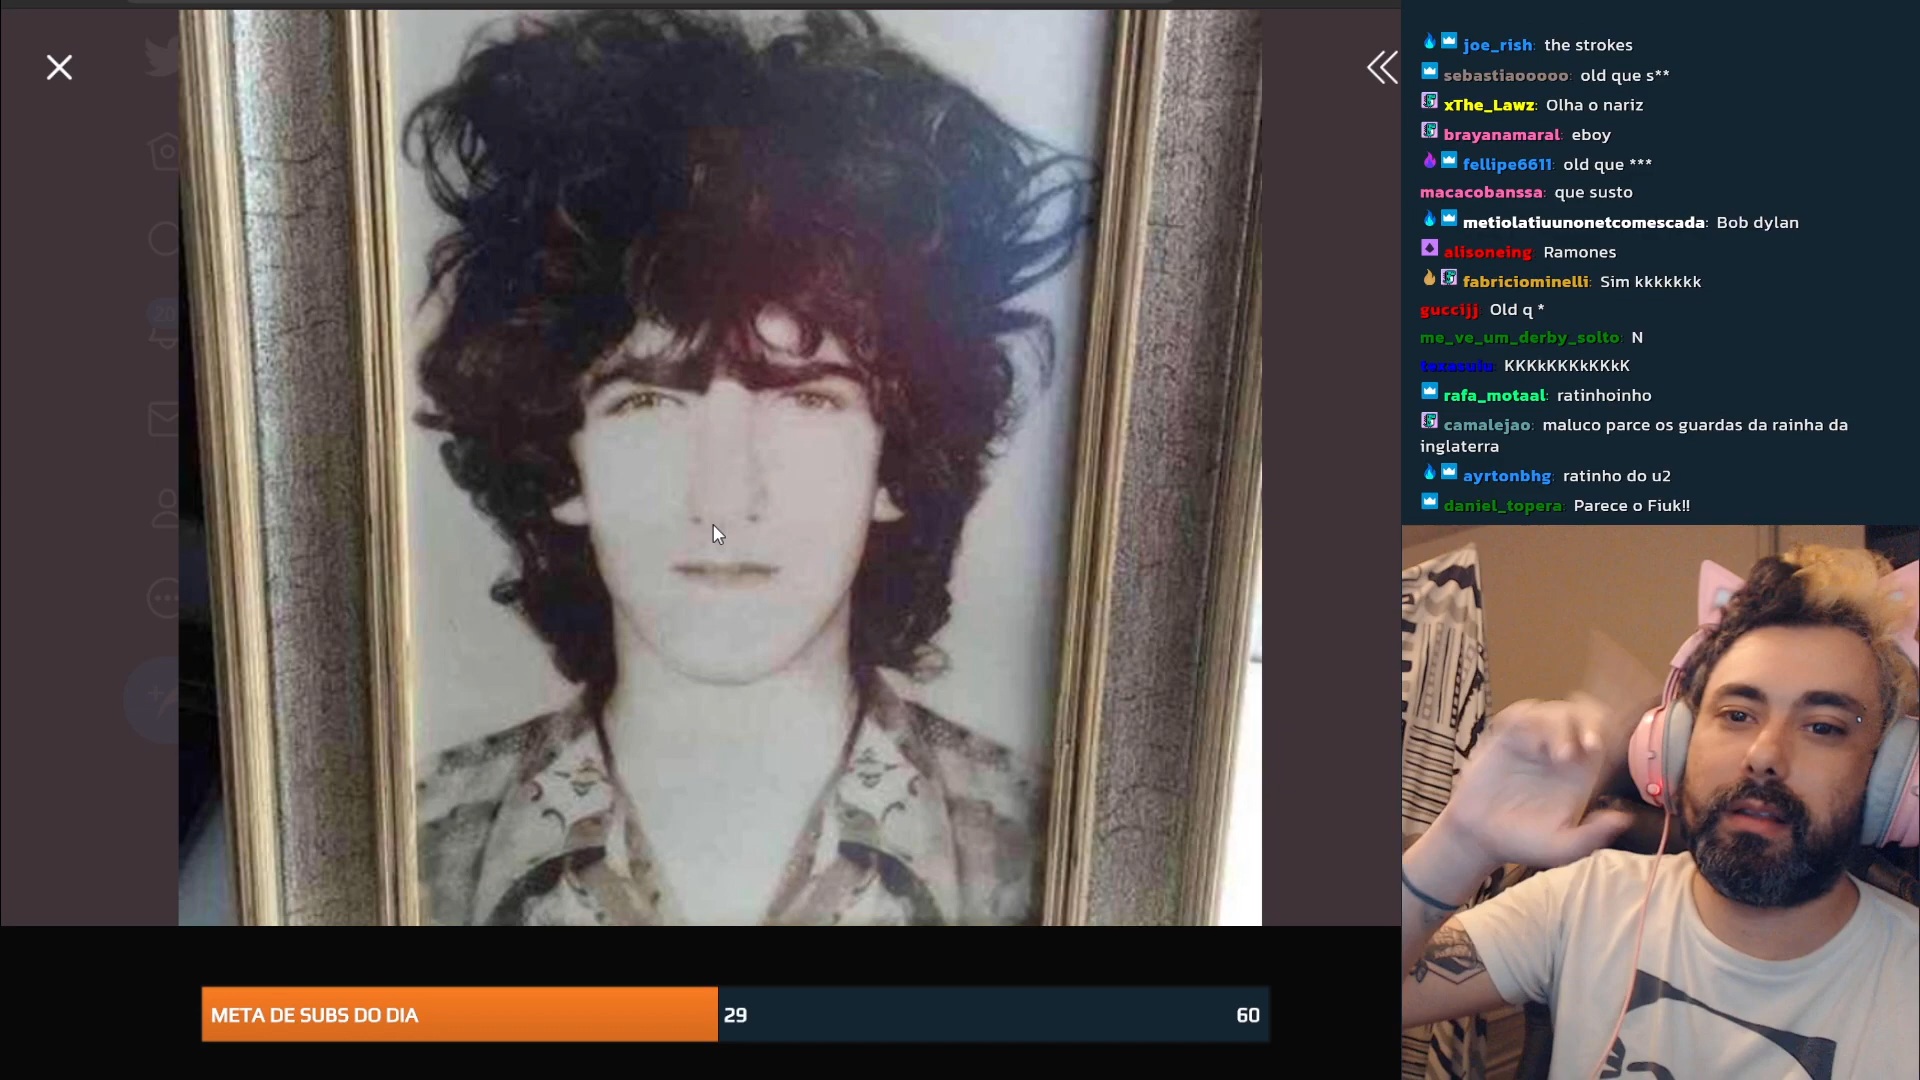 joe_rish: the strokes
sebastiaooooo: old que s**
xThe_Lawz: Olha o nariz
brayanamaral: eboy
fellipe6611: old que ***
macacobanssa: que susto
metiolatiuunonetcomescada: Bob dylan
alisoneing: Ramones
fabriciominelli: Sim kkkkkkk
guccijj: Old q *
me_ve_um_derby_solto: N
KKKkKKKkKKkK
rafa_motaal: ratinhoinho
camalejao: maluco parce os guardas da rainha da
inglaterra
ayrtonbhg: ratinho do u2
daniel_topera: Parece o Fiuk!!
20
META DE SUBS DO DIA 29 60